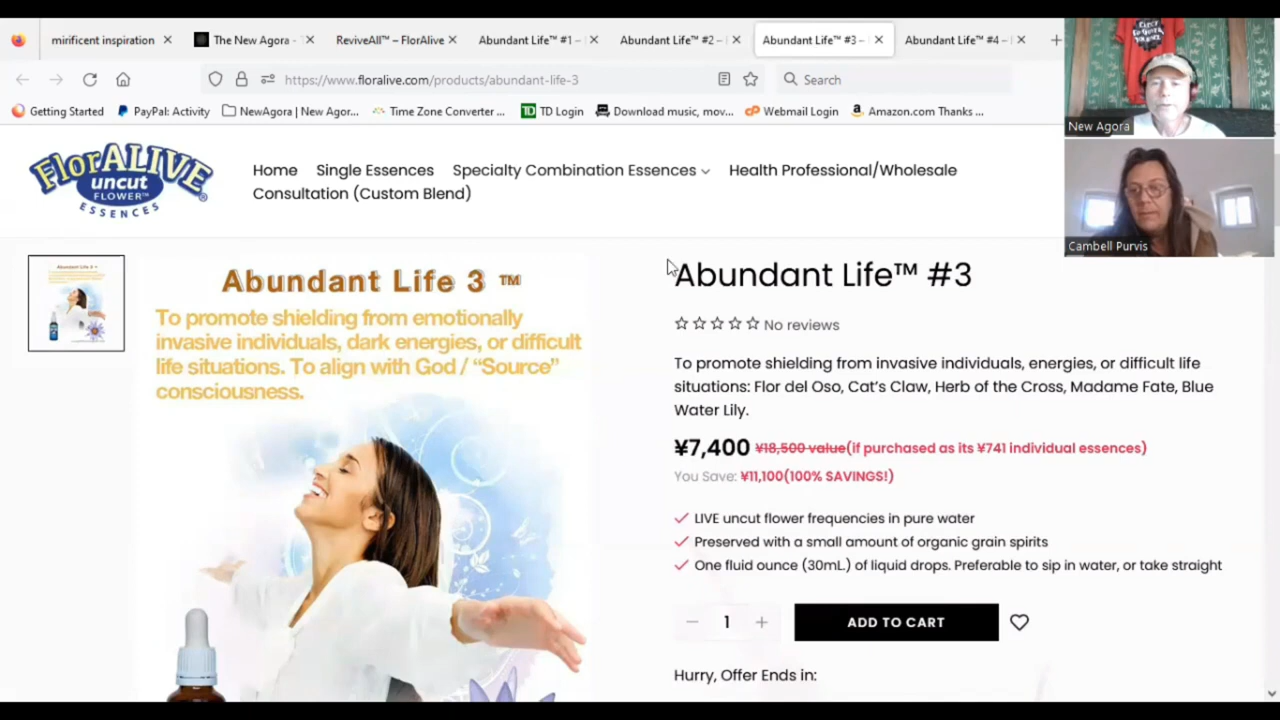 mirificent inspiration
The New Agora -
ReviveAll™ – FlorAliv
Abundant Life™ #1 –
Abundant Life™ #2 –
Abundant Life™ #3 –
Abundant Life™ #4 –
https://www.floralive.com/products/abundant-life-3
Search
Getting Started
PayPal: Activity
NewAgora | New Agor...
Time Zone Converter ...
TD TD Login
Download music, mov...
Webmail Login
Amazon.com Thanks ...
New Agora
Cambell Purvis
FlorALIVE
uncut
FLOWER™
ESSENCES
Home Single Essences Specialty Combination Essences Health Professional/Wholesale
Consultation (Custom Blend)
Abundant Life 3 ™
To promote shielding from emotionally
invasive individuals, dark energies, or difficult
life situations. To align with God / “Source”
consciousness.
Abundant Life™ #3
No reviews
To promote shielding from invasive individuals, energies, or difficult life
situations: Flor del Oso, Cat's Claw, Herb of the Cross, Madame Fate, Blue
Water Lily.
¥7,400 ¥18,500 value(if purchased as its ¥741 individual essences)
You Save: ¥11,100(100% SAVINGS!)
LIVE uncut flower frequencies in pure water
Preserved with a small amount of organic grain spirits
One fluid ounce (30mL.) of liquid drops. Preferable to sip in water, or take straight
1
ADD TO CART
Hurry, Offer Ends in: